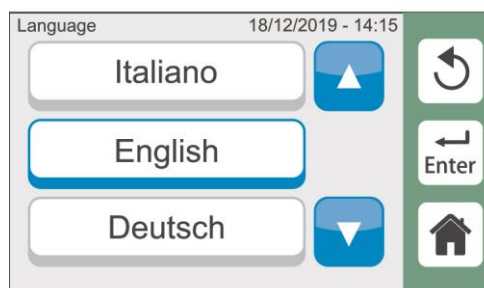 Language 18/12/2019 - 14:15
Italiano
English
Enter
Deutsch